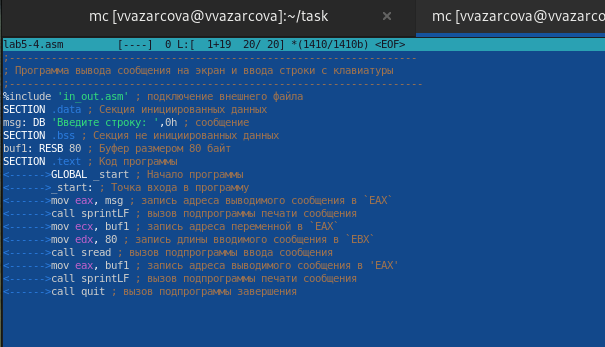 mc [vvazarcova@vvazarcova]:~/task × mc [vvazarcova@vvazarco
lab5-4.asm [----] 0 L:[ 1+19 20/ 20] *(1410/1410b) <EOF>
;--------------------------------------------------------------------
; Программа вывода сообщения на экран и ввода строки с клавиатуры
;---------------------------------------------------------------------
%include 'in_out.asm' ; подключение внешнего файла
SECTION .data ; Секция инициированных данных
msg: DB 'Введите строку: ',0h ; сообщение
SECTION .bss ; Секция не инициированных данных
buf1: RESB 80 ; Буфер размером 80 байт
SECTION .text ; Код программы
<------>GLOBAL _start ; Начало программы
<------>_start: ; Точка входа в программу
<------>mov eax, msg ; запись адреса выводимого сообщения в `EAX`
<------>call sprintLF ; вызов подпрограммы печати сообщения
<------>mov ecx, buf1 ; запись адреса переменной в `EAX`
<------>mov edx, 80 ; запись длины вводимого сообщения в `EBX`
<------>call sread ; вызов подпрограммы ввода сообщения
<------>mov eax, buf1 ; запись адреса выводимого сообщения в 'EAX'
<------>call sprintLF ; вызов подпрограммы печати сообщения
<------>call quit ; вызов подпрограммы завершения